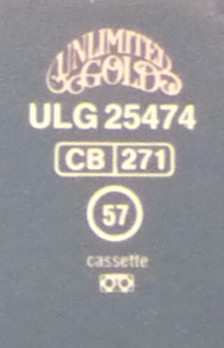 UNLIMITED
GOLD
ULG 25474
CB 271
57
cassette